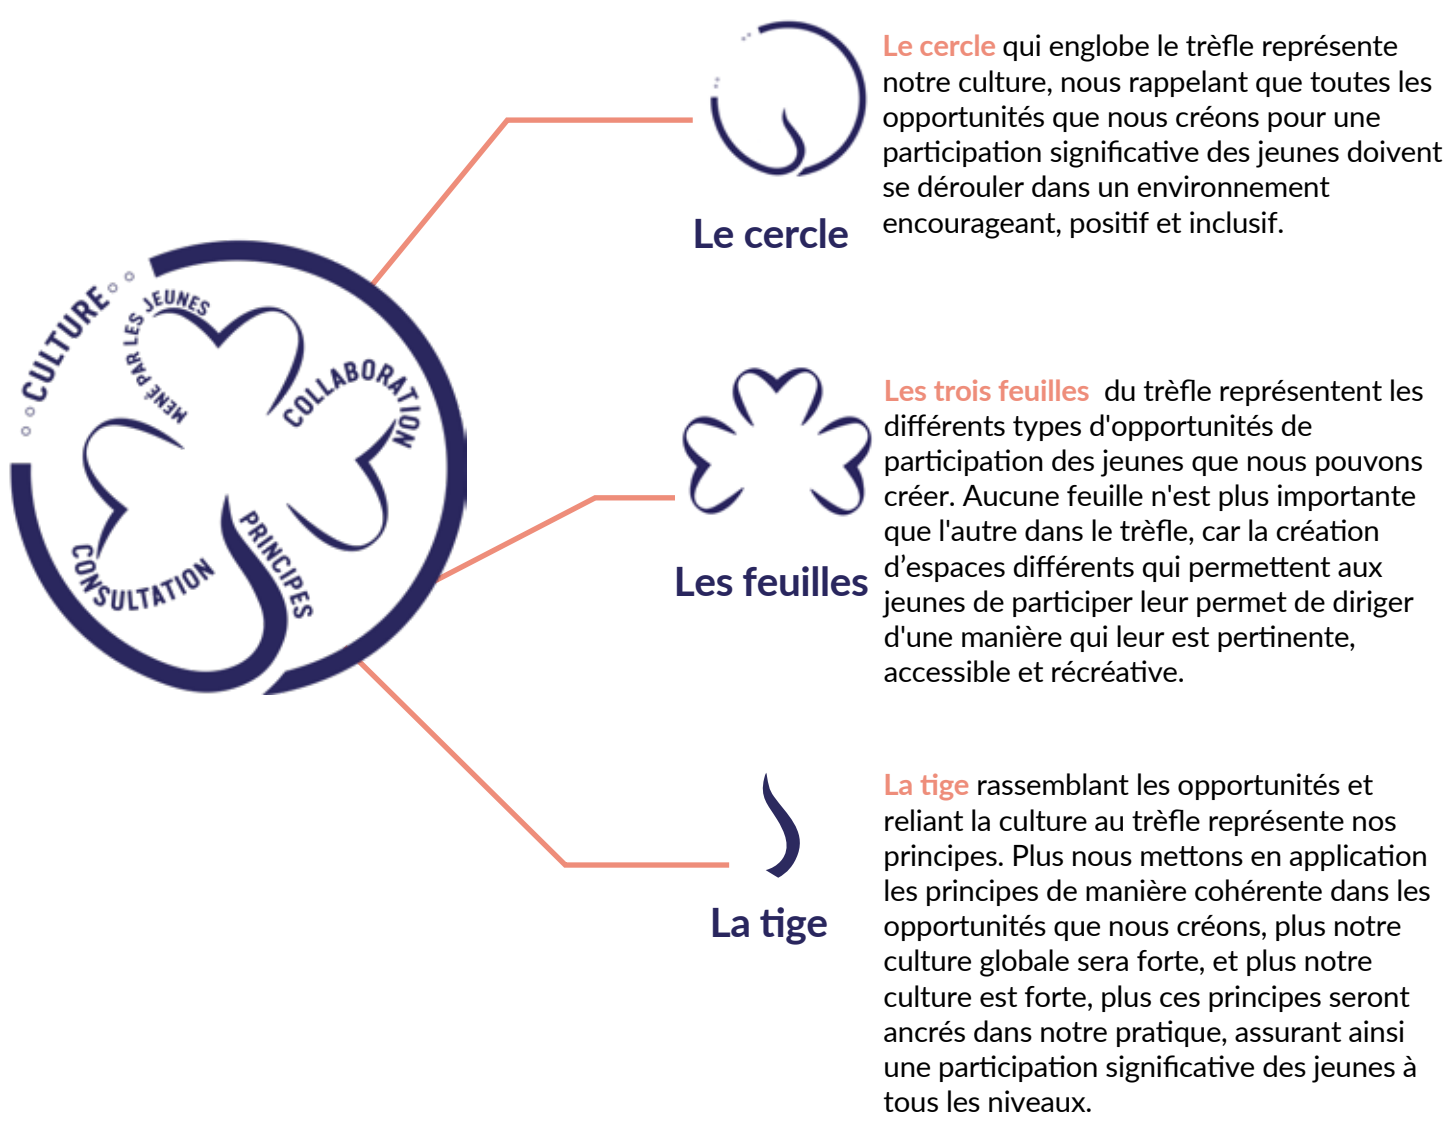 Le cercle qui englobe le trèfle représente
notre culture, nous rappelant que toutes les
opportunités que nous créons pour une
participation significative des jeunes doivent
se dérouler dans un environnement
encourageant, positif et inclusif.
Le cercle
CULTURE
MENÉ PAR LES JEUNES
COLLABORATION
CONSULTATION
PRINCIPES
Les trois feuilles du trèfle représentent les
différents types d'opportunités de
participation des jeunes que nous pouvons
créer. Aucune feuille n'est plus importante
que l'autre dans le trèfle, car la création
d’espaces différents qui permettent aux
jeunes de participer leur permet de diriger
d'une manière qui leur est pertinente,
accessible et récréative.
Les feuilles
La tige rassemblant les opportunités et
reliant la culture au trèfle représente nos
principes. Plus nous mettons en application
les principes de manière cohérente dans les
opportunités que nous créons, plus notre
culture globale sera forte, et plus notre
culture est forte, plus ces principes seront
ancrés dans notre pratique, assurant ainsi
une participation significative des jeunes à
tous les niveaux.
La tige